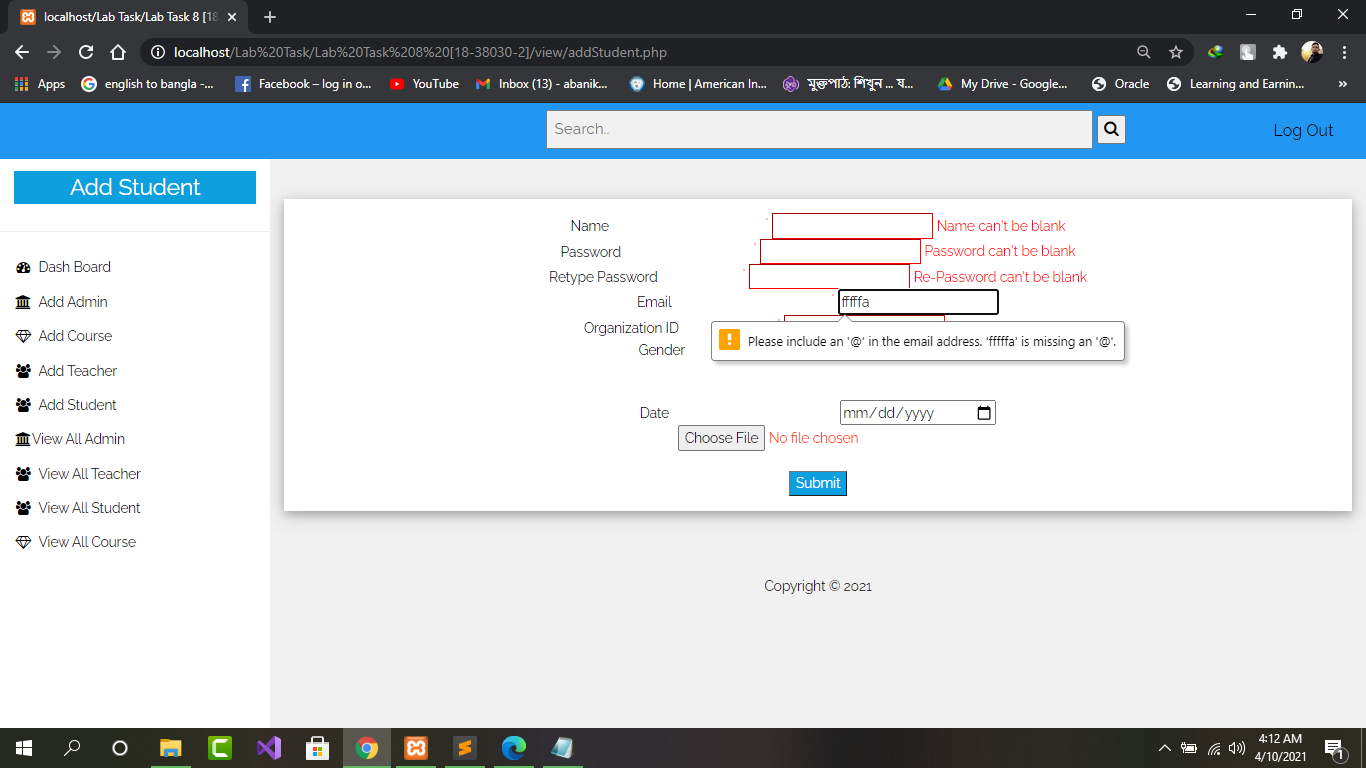 localhost/Lab Task/Lab Task 8 [18
localhost/Lab%20Task/Lab%20Task%208%20[18-38030-2]/view/addStudent.php
Apps english to bangla -... Facebook – log in o... YouTube Inbox (13) - abanik... Home | American In... মুক্তপাঠ: শিখুন ... য... My Drive - Google... Oracle Learning and Earnin... »
Search.. Log Out
Add Student
Dash Board
Add Admin
Add Course
Add Teacher
Add Student
View All Admin
View All Teacher
View All Student
View All Course
Name * Name can't be blank
Password * Password can't be blank
Retype Password * Re-Password can't be blank
Email * fffffa
Organization ID *
Please include an '@' in the email address. 'fffffa' is missing an '@'.
Gender
Date mm/dd/yyyy
Choose File No file chosen
Submit
Copyright © 2021
4:12 AM
4/10/2021
1